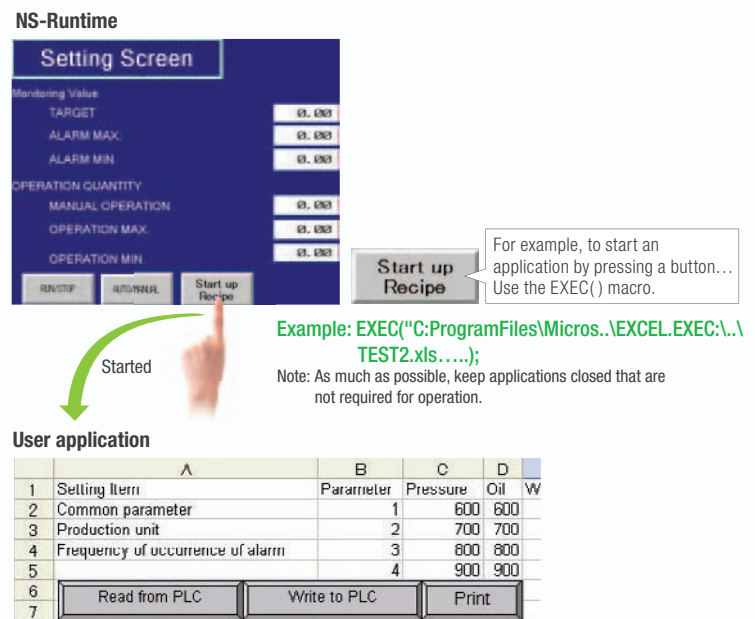 NS-Runtime
Setting Screen
Monitoring Value
TARGET 0.00
ALARM MAX. 0.00
ALARM MIN. 0.00
OPERATION QUANTITY
MANUAL OPERATION 0.00
OPERATION MAX. 0.00
OPERATION MIN. 0.00
RUN/STOP AUTO/MANUAL Start up
Recipe
Start up
Recipe
For example, to start an
application by pressing a button...
Use the EXEC( ) macro.
Example: EXEC("C:ProgramFiles\Micros..\EXCEL.EXEC:\..\
TEST2.xls…..);
Note: As much as possible, keep applications closed that are
not required for operation.
Started
User application
A B C D
1 Setting Item Parameter Pressure Oil W
2 Common parameter 1 600 600
3 Production unit 2 700 700
4 Frequency of occurrence of alarm 3 800 800
5 4 900 900
6 Read from PLC Write to PLC Print
7